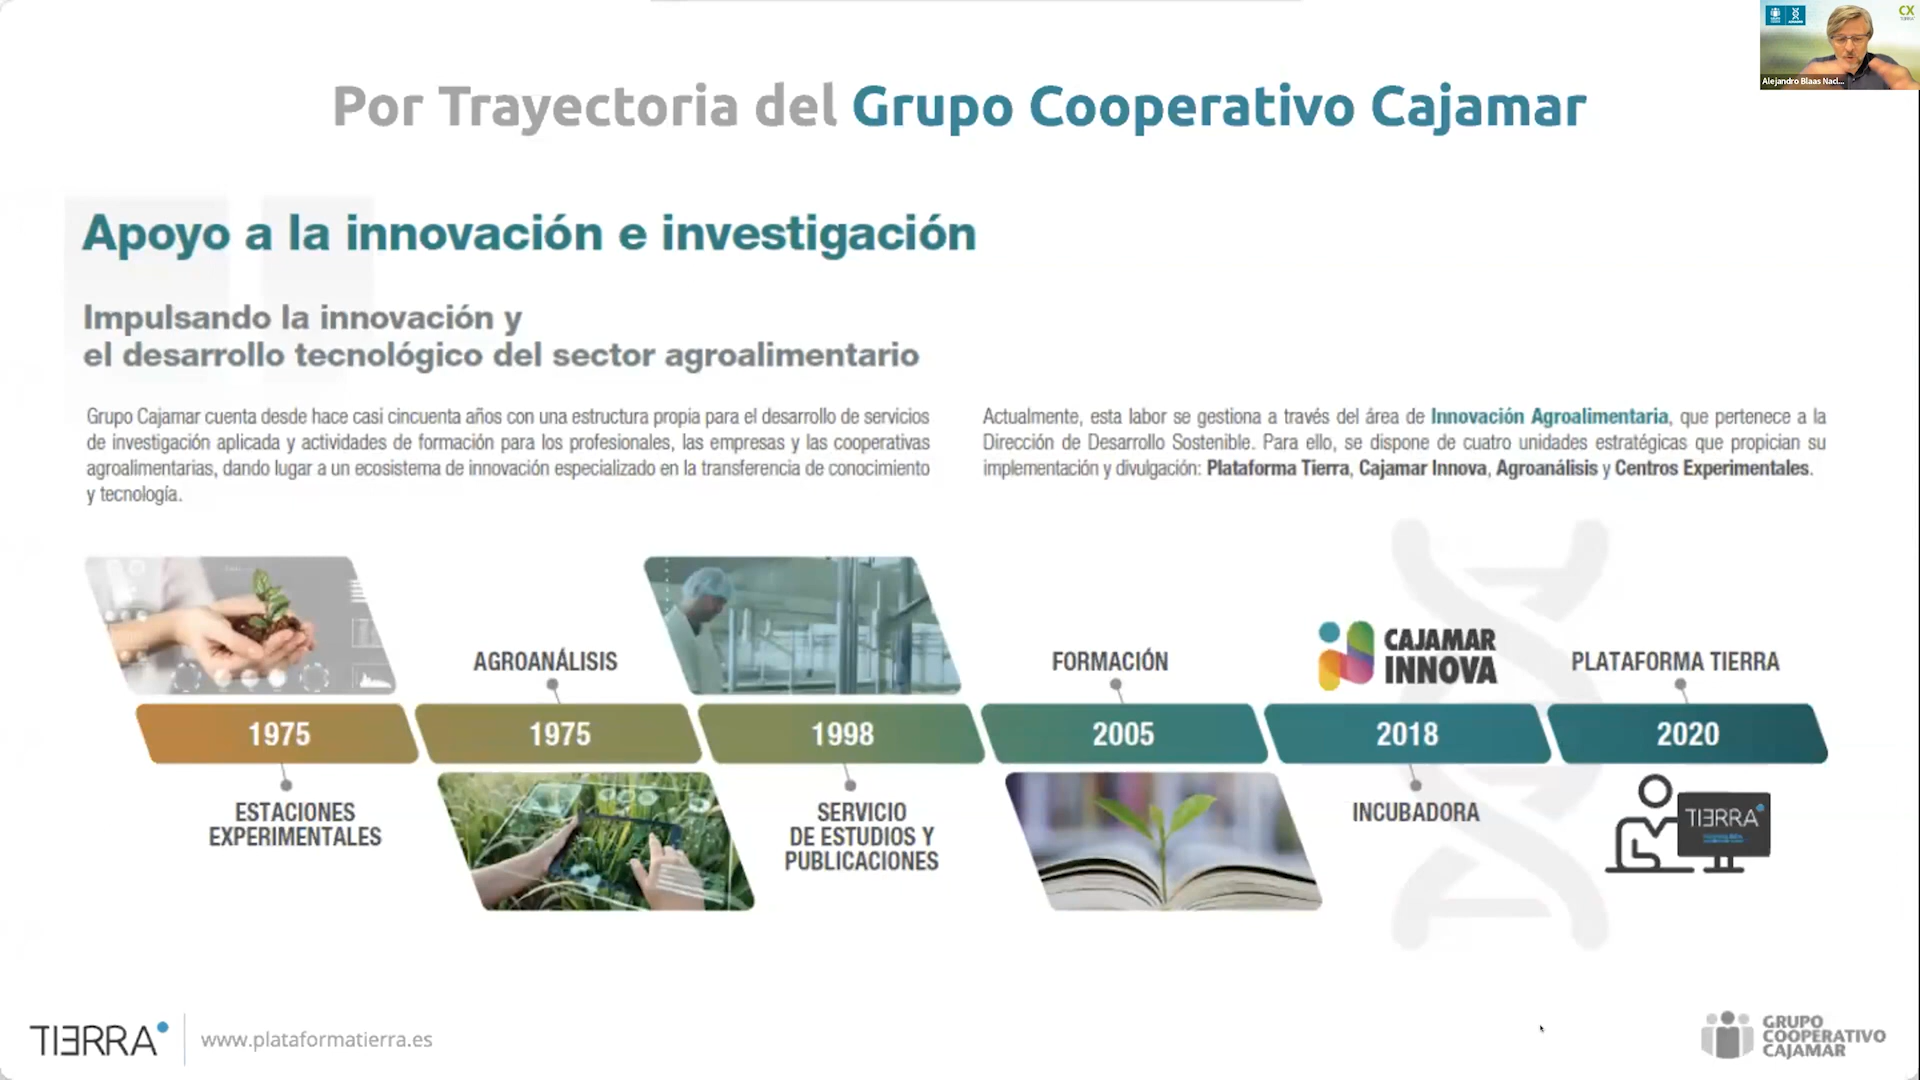 Alejandro Blaas Nacl...
CX
Por Trayectoria del Grupo Cooperativo Cajamar
Apoyo a la innovación e investigación
Impulsando la innovación y
el desarrollo tecnológico del sector agroalimentario
Grupo Cajamar cuenta desde hace casi cincuenta años con una estructura propia para el desarrollo de servicios
de investigación aplicada y actividades de formación para los profesionales, las empresas y las cooperativas
agroalimentarias, dando lugar a un ecosistema de innovación especializado en la transferencia de conocimiento
y tecnología.
Actualmente, esta labor se gestiona a través del área de Innovación Agroalimentaria, que pertenece a la
Dirección de Desarrollo Sostenible. Para ello, se dispone de cuatro unidades estratégicas que propician su
implementación y divulgación: Plataforma Tierra, Cajamar Innova, Agroanálisis y Centros Experimentales.
1975
ESTACIONES
EXPERIMENTALES
AGROANÁLISIS
1975
1998
SERVICIO
DE ESTUDIOS Y
PUBLICACIONES
FORMACIÓN
2005
CAJAMAR
INNOVA
2018
INCUBADORA
PLATAFORMA TIERRA
2020
TIERRA
TIERRA
www.plataformatierra.es
GRUPO
COOPERATIVO
CAJAMAR